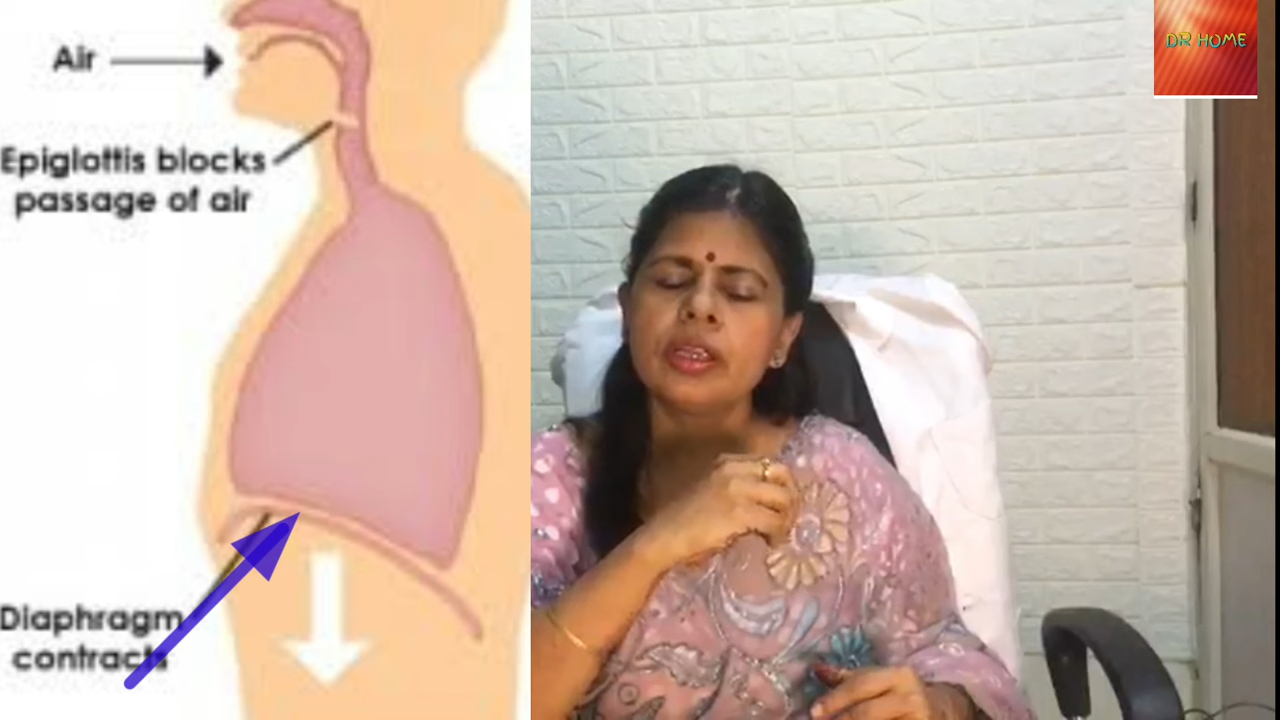 Air
Epiglottis blocks
passage of air
Diaphragm
contracts
DR HOME